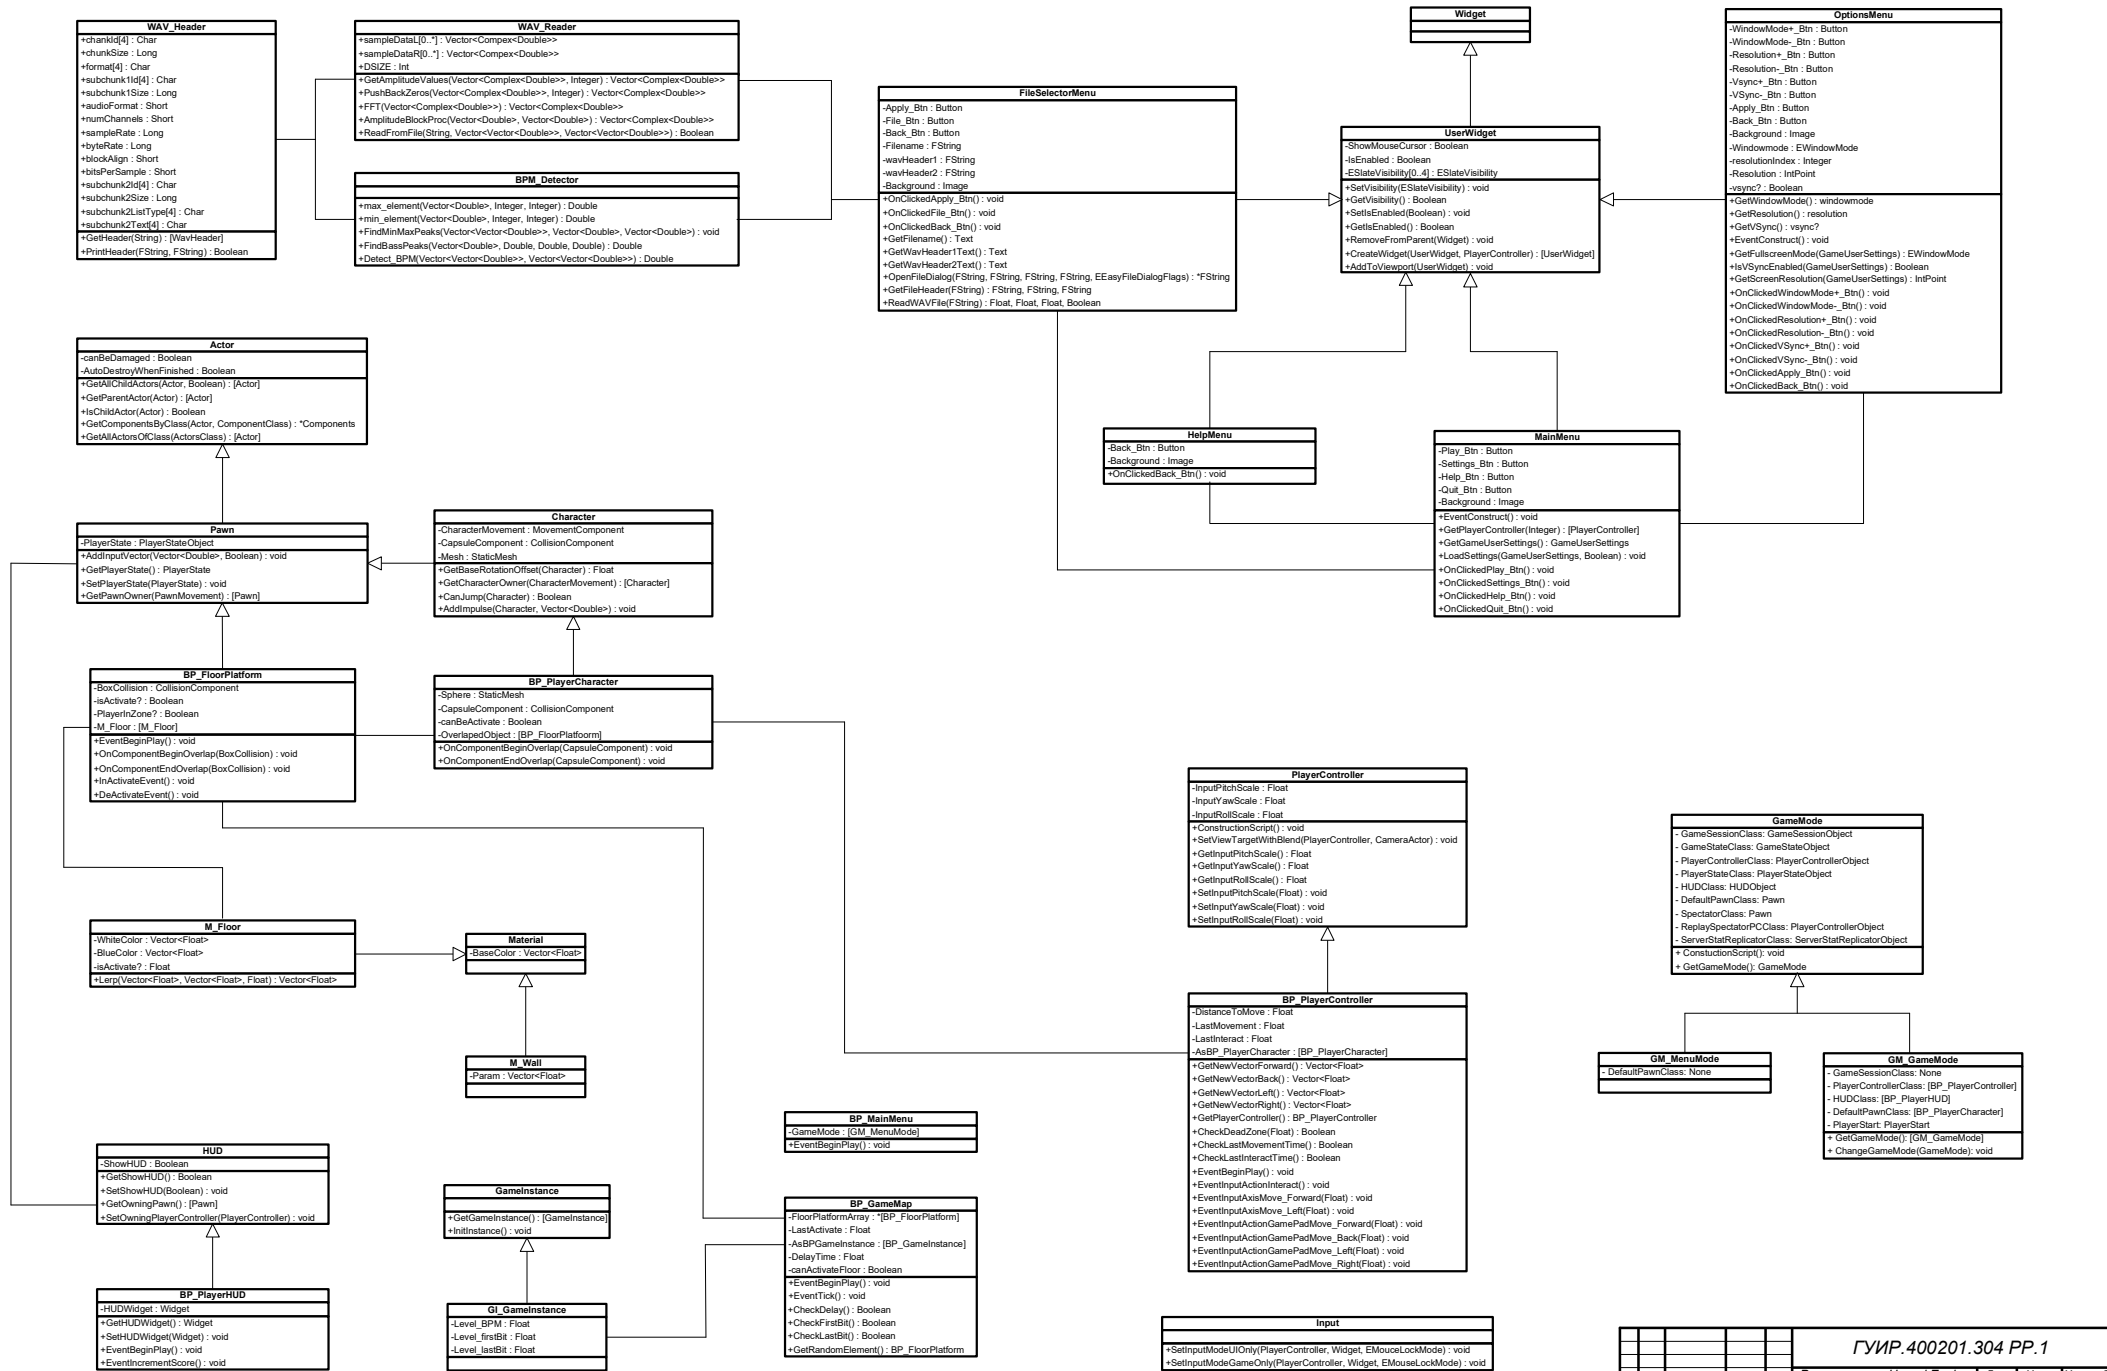 WAV_Header
+chankId[4] : Char
+chunkSize : Long
+format[4] : Char
+subchunk1Id[4] : Char
+subchunk1Size : Long
+audioFormat : Short
+numChannels : Short
+sampleRate : Long
+byteRate : Long
+blockAlign : Short
+bitsPerSample : Short
+subchunk2Id[4] : Char
+subchunk2Size : Long
+subchunk2ListType[4] : Char
+subchunk2Text[4] : Char
+GetHeader(String) : [WavHeader]
+PrintHeader(FString, FString) : Boolean
WAV_Reader
+sampleDataL[0..*] : Vector<Compex<Double>>
+sampleDataR[0..*] : Vector<Compex<Double>>
+DSIZE : Int
+GetAmplitudeValues(Vector<Complex<Double>>, Integer) : Vector<Complex<Double>>
+PushBackZeros(Vector<Complex<Double>>, Integer) : Vector<Complex<Double>>
+FFT(Vector<Complex<Double>>) : Vector<Complex<Double>>
+AmplitudeBlockProc(Vector<Double>, Vector<Double>) : Vector<Complex<Double>>
+ReadFromFile(String, Vector<Vector<Double>>, Vector<Vector<Double>>) : Boolean
BPM_Detector
+max_element(Vector<Double>, Integer, Integer) : Double
+min_element(Vector<Double>, Integer, Integer) : Double
+FindMinMaxPeaks(Vector<Vector<Double>>, Vector<Double>, Vector<Double>) : void
+FindBassPeaks(Vector<Double>, Double, Double, Double) : Double
+Detect_BPM(Vector<Vector<Double>>, Vector<Vector<Double>>) : Double
FileSelectorMenu
-Apply_Btn : Button
-File_Btn : Button
-Back_Btn : Button
-Filename : FString
-wavHeader1 : FString
-wavHeader2 : FString
-Background : Image
+OnClickedApply_Btn() : void
+OnClickedFile_Btn() : void
+OnClickedBack_Btn() : void
+GetFilename() : Text
+GetWavHeader1Text() : Text
+GetWavHeader2Text() : Text
+OpenFileDialog(FString, FString, FString, FString, EEasyFileDialogFlags) : *FString
+GetFileHeader(FString) : FString, FString, FString
+ReadWAVFile(FString) : Float, Float, Float, Boolean
Widget
UserWidget
-ShowMouseCursor : Boolean
-IsEnabled : Boolean
-ESlateVisibility[0..4] : ESlateVisibility
+SetVisibility(ESlateVisibility) : void
+GetVisibility() : Boolean
+SetIsEnabled(Boolean) : void
+GetIsEnabled() : Boolean
+RemoveFromParent(Widget) : void
+CreateWidget(UserWidget, PlayerController) : [UserWidget]
+AddToViewport(UserWidget) : void
OptionsMenu
-WindowMode+_Btn : Button
-WindowMode-_Btn : Button
-Resolution+_Btn : Button
-Resolution-_Btn : Button
-Vsync+_Btn : Button
-VSync-_Btn : Button
-Apply_Btn : Button
-Back_Btn : Button
-Background : Image
-Windowmode : EWindowMode
-resolutionIndex : Integer
-Resolution : IntPoint
-vsync? : Boolean
+GetWindowMode() : windowmode
+GetResolution() : resolution
+GetVSync() : vsync?
+EventConstruct() : void
+GetFullscreenMode(GameUserSettings) : EWindowMode
+IsVSyncEnabled(GameUserSettings) : Boolean
+GetScreenResolution(GameUserSettings) : IntPoint
+OnClickedWindowMode+_Btn() : void
+OnClickedWindowMode-_Btn() : void
+OnClickedResolution+_Btn() : void
+OnClickedResolution-_Btn() : void
+OnClickedVSync+_Btn() : void
+OnClickedVSync-_Btn() : void
+OnClickedApply_Btn() : void
+OnClickedBack_Btn() : void
Actor
-canBeDamaged : Boolean
-AutoDestroyWhenFinished : Boolean
+GetAllChildActors(Actor, Boolean) : [Actor]
+GetParentActor(Actor) : [Actor]
+IsChildActor(Actor) : Boolean
+GetComponentsByClass(Actor, ComponentClass) : *Components
+GetAllActorsOfClass(ActorsClass) : [Actor]
HelpMenu
-Back_Btn : Button
-Background : Image
+OnClickedBack_Btn() : void
MainMenu
-Play_Btn : Button
-Settings_Btn : Button
-Help_Btn : Button
-Quit_Btn : Button
-Background : Image
+EventConstruct() : void
+GetPlayerController(Integer) : [PlayerController]
+GetGameUserSettings() : GameUserSettings
+LoadSettings(GameUserSettings, Boolean) : void
+OnClickedPlay_Btn() : void
+OnClickedSettings_Btn() : void
+OnClickedHelp_Btn() : void
+OnClickedQuit_Btn() : void
Pawn
-PlayerState : PlayerStateObject
+AddInputVector(Vector<Double>, Boolean) : void
+GetPlayerState() : PlayerState
+SetPlayerState(PlayerState) : void
+GetPawnOwner(PawnMovement) : [Pawn]
Character
-CharacterMovement : MovementComponent
-CapsuleComponent : CollisionComponent
-Mesh : StaticMesh
+GetBaseRotationOffset(Character) : Float
+GetCharacterOwner(CharacterMovement) : [Character]
+CanJump(Character) : Boolean
+AddImpulse(Character, Vector<Double>) : void
BP_FloorPlatform
-BoxCollision : CollisionComponent
-isActivate? : Boolean
-PlayerInZone? : Boolean
-M_Floor : [M_Floor]
+EventBeginPlay() : void
+OnComponentBeginOverlap(BoxCollision) : void
+OnComponentEndOverlap(BoxCollision) : void
+InActivateEvent() : void
+DeActivateEvent() : void
BP_PlayerCharacter
-Sphere : StaticMesh
-CapsuleComponent : CollisionComponent
-canBeActivate : Boolean
-OverlapedObject : [BP_FloorPlatfoorm]
+OnComponentBeginOverlap(CapsuleComponent) : void
+OnComponentEndOverlap(CapsuleComponent) : void
PlayerController
-InputPitchScale : Float
-InputYawScale : Float
-InputRollScale : Float
+ConstructionScript() : void
+SetViewTargetWithBlend(PlayerController, CameraActor) : void
+GetInputPitchScale() : Float
+GetInputYawScale() : Float
+GetInputRollScale() : Float
+SetInputPitchScale(Float) : void
+SetInputYawScale(Float) : void
+SetInputRollScale(Float) : void
GameMode
- GameSessionClass: GameSessionObject
- GameStateClass: GameStateObject
- PlayerControllerClass: PlayerControllerObject
- PlayerStateClass: PlayerStateObject
- HUDClass: HUDObject
- DefaultPawnClass: Pawn
- SpectatorClass: Pawn
- ReplaySpectatorPCClass: PlayerControllerObject
- ServerStatReplicatorClass: ServerStatReplicatorObject
+ ConstuctionScript(): void
+ GetGameMode(): GameMode
M_Floor
-WhiteColor : Vector<Float>
-BlueColor : Vector<Float>
-isActivate? : Float
+Lerp(Vector<Float>, Vector<Float>, Float) : Vector<Float>
Material
-BaseColor : Vector<Float>
M_Wall
-Param : Vector<Float>
BP_PlayerController
-DistanceToMove : Float
-LastMovement : Float
-LastInteract : Float
-AsBP_PlayerCharacter : [BP_PlayerCharacter]
+GetNewVectorForward() : Vector<Float>
+GetNewVectorBack() : Vector<Float>
+GetNewVectorLeft() : Vector<Float>
+GetNewVectorRight() : Vector<Float>
+GetPlayerController() : BP_PlayerController
+CheckDeadZone(Float) : Boolean
+CheckLastMovementTime() : Boolean
+CheckLastInteractTime() : Boolean
+EventBeginPlay() : void
+EventInputActionInteract() : void
+EventInputAxisMove_Forward(Float) : void
+EventInputAxisMove_Left(Float) : void
+EventInputActionGamePadMove_Forward(Float) : void
+EventInputActionGamePadMove_Back(Float) : void
+EventInputActionGamePadMove_Left(Float) : void
+EventInputActionGamePadMove_Right(Float) : void
GM_MenuMode
- DefaultPawnClass: None
GM_GameMode
- GameSessionClass: None
- PlayerControllerClass: [BP_PlayerController]
- HUDClass: [BP_PlayerHUD]
- DefaultPawnClass: [BP_PlayerCharacter]
- PlayerStart: PlayerStart
+ GetGameMode(): [GM_GameMode]
+ ChangeGameMode(GameMode): void
BP_MainMenu
-GameMode : [GM_MenuMode]
+EventBeginPlay() : void
HUD
-ShowHUD : Boolean
+GetShowHUD() : Boolean
+SetShowHUD(Boolean) : void
+GetOwningPawn() : [Pawn]
+SetOwningPlayerController(PlayerController) : void
GameInstance
+GetGameInstance() : [GameInstance]
+InitInstance() : void
BP_GameMap
-FloorPlatformArray : *[BP_FloorPlatform]
-LastActivate : Float
-AsBPGameInstance : [BP_GameInstance]
-DelayTime : Float
-canActivateFloor : Boolean
+EventBeginPlay() : void
+EventTick() : void
+CheckDelay() : Boolean
+CheckFirstBit() : Boolean
+CheckLastBit() : Boolean
+GetRandomElement() : BP_FloorPlatform
BP_PlayerHUD
-HUDWidget : Widget
+GetHUDWidget() : Widget
+SetHUDWidget(Widget) : void
+EventBeginPlay() : void
+EventIncrementScore() : void
GI_GameInstance
-Level_BPM : Float
-Level_firstBit : Float
-Level_lastBit : Float
Input
+SetInputModeUIOnly(PlayerController, Widget, EMouceLockMode) : void
+SetInputModeGameOnly(PlayerController, Widget, EMouseLockMode) : void
ГУИР.400201.304 РР.1